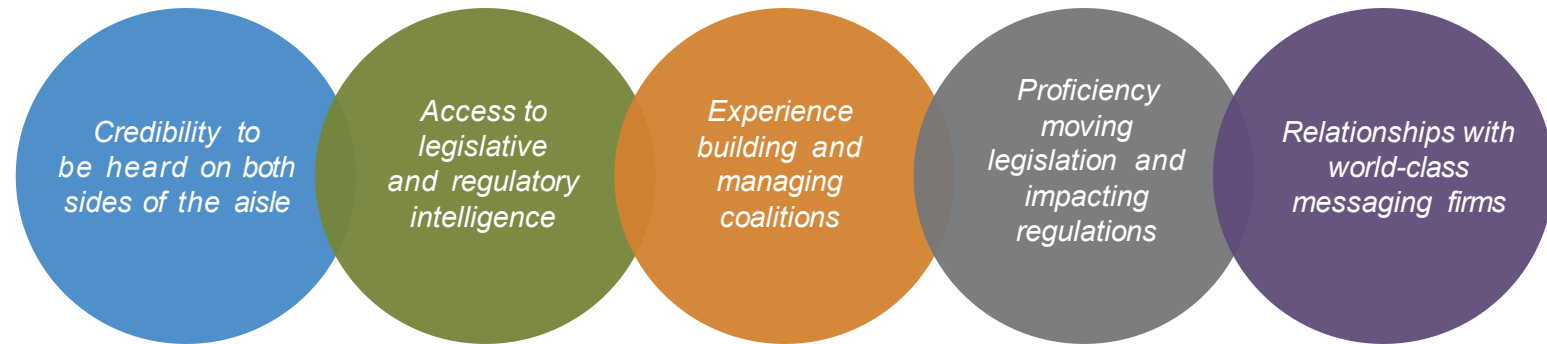 Credibility to
be heard on both
sides of the aisle
Access to
legislative
and regulatory
intelligence
Experience
building and
managing
coalitions
Proficiency
moving
legislation and
impacting
regulations
Relationships with
world-class
messaging firms